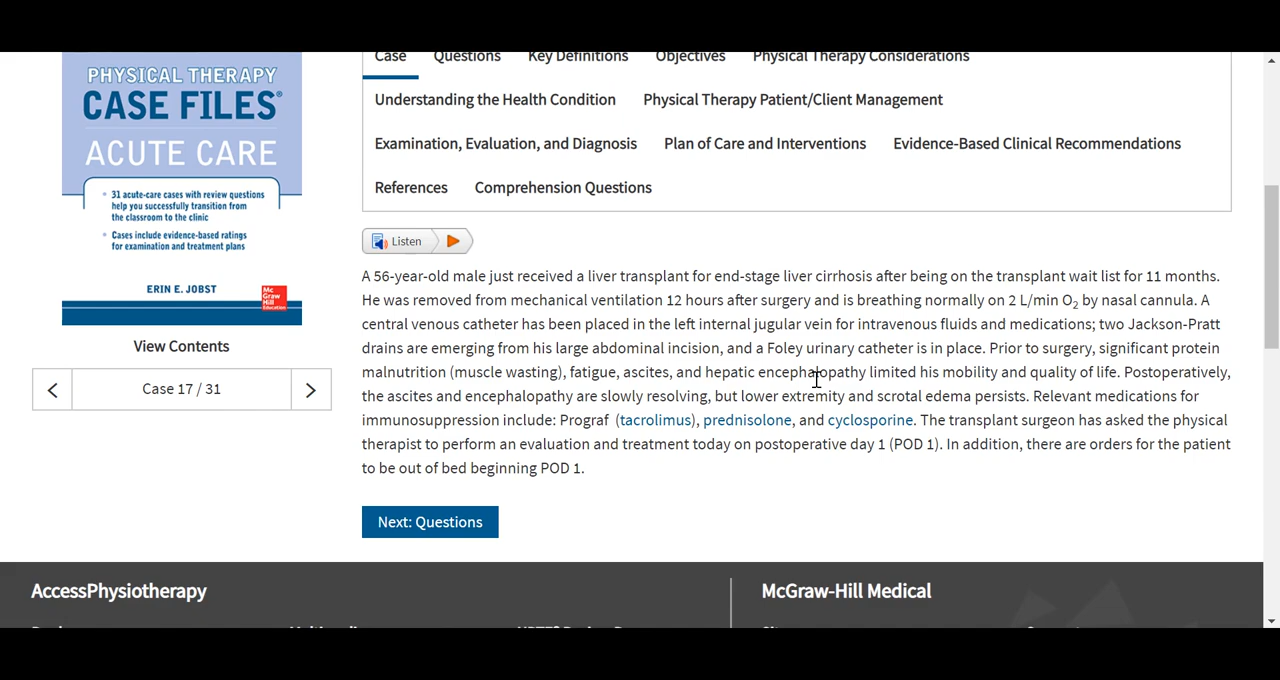 Case Questions Key Definitions Objectives Physical Therapy Considerations
Understanding the Health Condition Physical Therapy Patient/Client Management
Examination, Evaluation, and Diagnosis Plan of Care and Interventions Evidence-Based Clinical Recommendations
References Comprehension Questions
PHYSICAL THERAPY
CASE FILES®
ACUTE CARE
• 31 acute-care cases with review questions
help you successfully transition from
the classroom to the clinic
• Cases include evidence-based ratings
for examination and treatment plans
ERIN E. JOBST
Mc
Graw
Hill
Education
View Contents
Case 17 / 31
Listen
A 56-year-old male just received a liver transplant for end-stage liver cirrhosis after being on the transplant wait list for 11 months.
He was removed from mechanical ventilation 12 hours after surgery and is breathing normally on 2 L/min O2 by nasal cannula. A
central venous catheter has been placed in the left internal jugular vein for intravenous fluids and medications; two Jackson-Pratt
drains are emerging from his large abdominal incision, and a Foley urinary catheter is in place. Prior to surgery, significant protein
malnutrition (muscle wasting), fatigue, ascites, and hepatic encephalopathy limited his mobility and quality of life. Postoperatively,
the ascites and encephalopathy are slowly resolving, but lower extremity and scrotal edema persists. Relevant medications for
immunosuppression include: Prograf (tacrolimus), prednisolone, and cyclosporine. The transplant surgeon has asked the physical
therapist to perform an evaluation and treatment today on postoperative day 1 (POD 1). In addition, there are orders for the patient
to be out of bed beginning POD 1.
Next: Questions
AccessPhysiotherapy
McGraw-Hill Medical